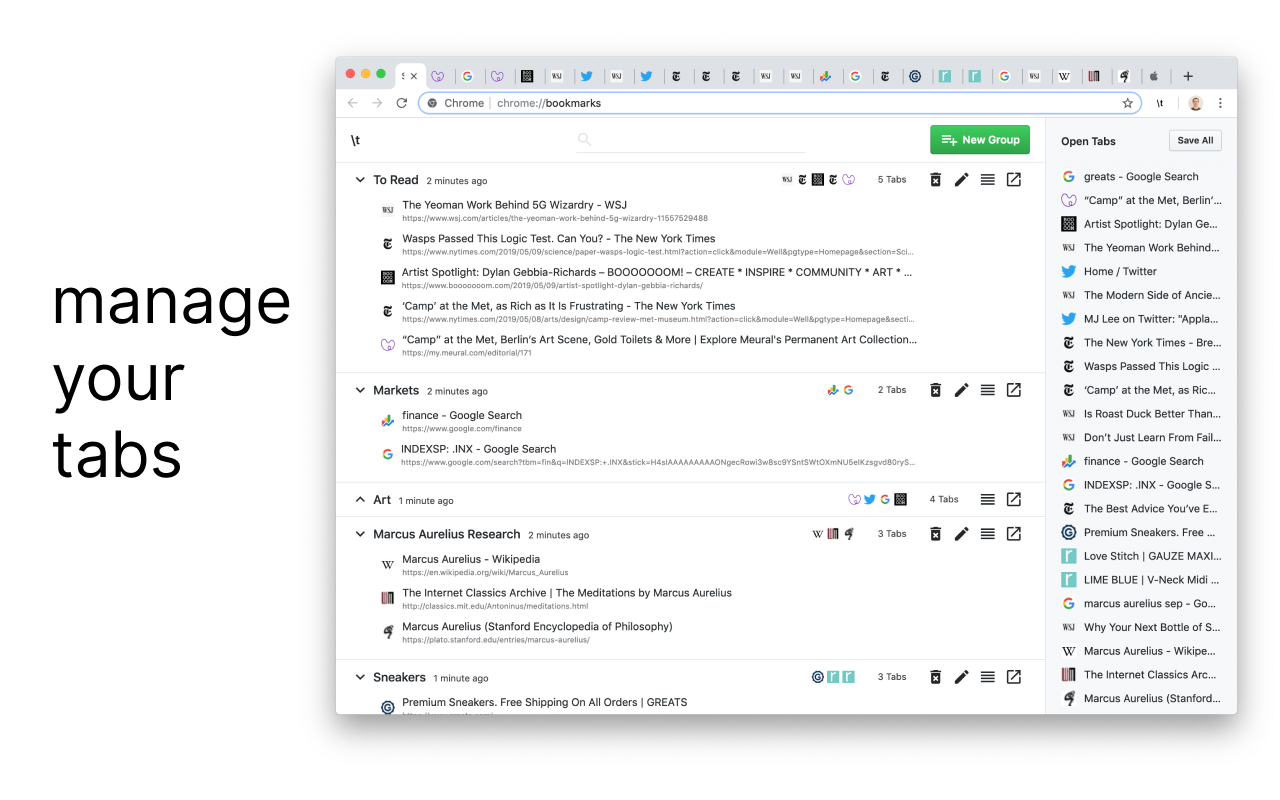 manage
your
tabs
Chrome | chrome://bookmarks
\t
\t
New Group
To Read 2 minutes ago
5 Tabs
The Yeoman Work Behind 5G Wizardry - WSJ
https://www.wsj.com/articles/the-yeoman-work-behind-5g-wizardry-11557529488
Wasps Passed This Logic Test. Can You? - The New York Times
https://www.nytimes.com/2019/05/09/science/paper-wasps-logic-test.html?action=click&module=Well&pgtype=Homepage&section=Sci...
Artist Spotlight: Dylan Gebbia-Richards – BOOOOOOOM! – CREATE * INSPIRE * COMMUNITY * ART * ...
https://www.booooooom.com/2019/05/09/artist-spotlight-dylan-gebbia-richards/
‘Camp’ at the Met, as Rich as It Is Frustrating - The New York Times
https://www.nytimes.com/2019/05/08/arts/design/camp-review-met-museum.html?action=click&module=Well&pgtype=Homepage&secti...
“Camp” at the Met, Berlin’s Art Scene, Gold Toilets & More | Explore Meural's Permanent Art Collection...
https://my.meural.com/editorial/171
Markets 2 minutes ago
2 Tabs
finance - Google Search
https://www.google.com/finance
INDEXSP: .INX - Google Search
Art 1 minute ago
4 Tabs
Marcus Aurelius Research 2 minutes ago
3 Tabs
Marcus Aurelius - Wikipedia
https://en.wikipedia.org/wiki/Marcus_Aurelius
The Internet Classics Archive | The Meditations by Marcus Aurelius
http://classics.mit.edu/Antoninus/meditations.html
Marcus Aurelius (Stanford Encyclopedia of Philosophy)
https://plato.stanford.edu/entries/marcus-aurelius/
Sneakers 1 minute ago
3 Tabs
Premium Sneakers. Free Shipping On All Orders | GREATS
Open Tabs
Save All
greats - Google Search
“Camp” at the Met, Berlin’...
Artist Spotlight: Dylan Ge...
The Yeoman Work Behind...
Home / Twitter
The Modern Side of Ancie...
MJ Lee on Twitter: "Appla...
The New York Times - Bre...
Wasps Passed This Logic ...
‘Camp’ at the Met, as Ric...
Is Roast Duck Better Than...
Don’t Just Learn From Fail...
finance - Google Search
INDEXSP: .INX - Google S...
The Best Advice You’ve E...
Premium Sneakers. Free ...
Love Stitch | GAUZE MAXI...
LIME BLUE | V-Neck Midi ...
marcus aurelius sep - Go...
Why Your Next Bottle of S...
Marcus Aurelius - Wikipe...
The Internet Classics Arc...
Marcus Aurelius (Stanford...